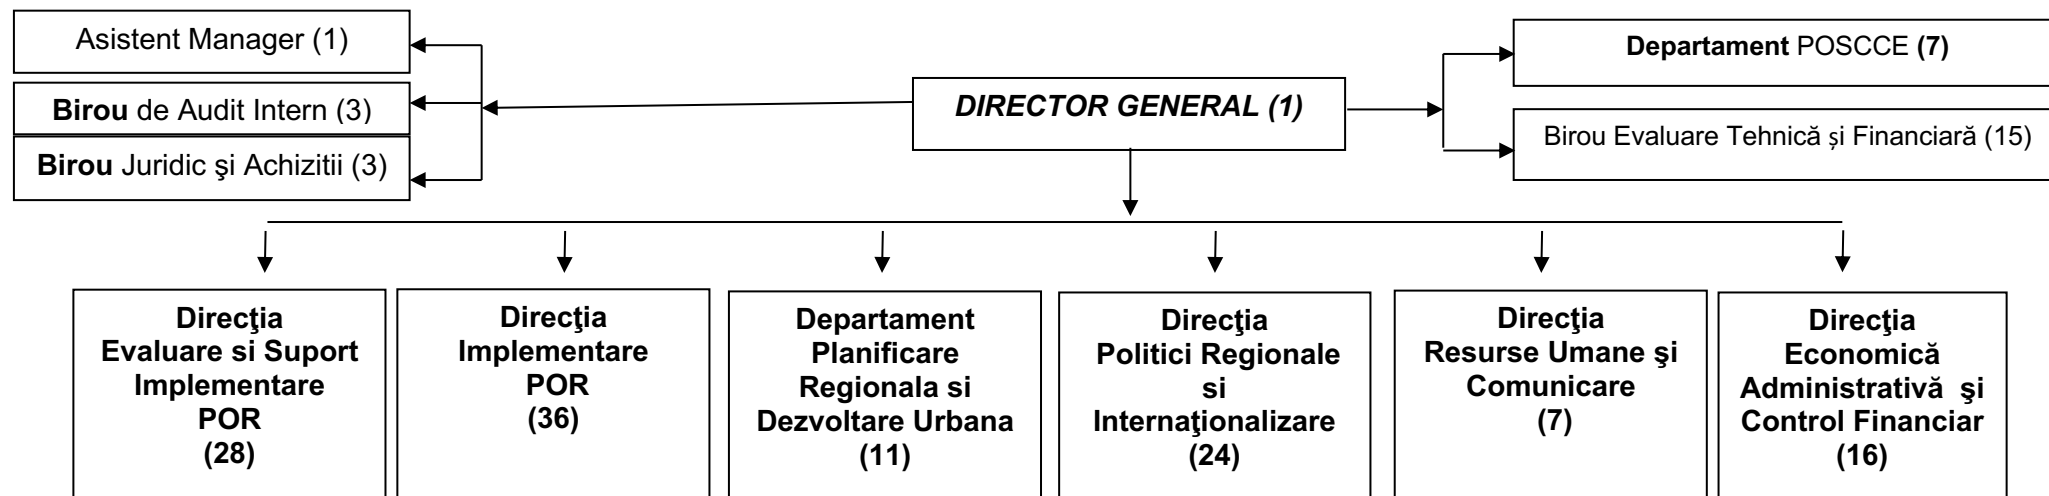 Asistent Manager (1)
Birou de Audit Intern (3)
Birou Juridic şi Achizitii (3)
DIRECTOR GENERAL (1)
Departament POSCCE (7)
Birou Evaluare Tehnică și Financiară (15)
Direcţia
Evaluare si Suport
Implementare
POR
(28)
Direcţia
Implementare
POR
(36)
Departament
Planificare
Regionala si
Dezvoltare Urbana
(11)
Direcţia
Politici Regionale
si
Internaţionalizare
(24)
Direcţia
Resurse Umane şi
Comunicare
(7)
Direcţia
Economică
Administrativă şi
Control Financiar
(16)